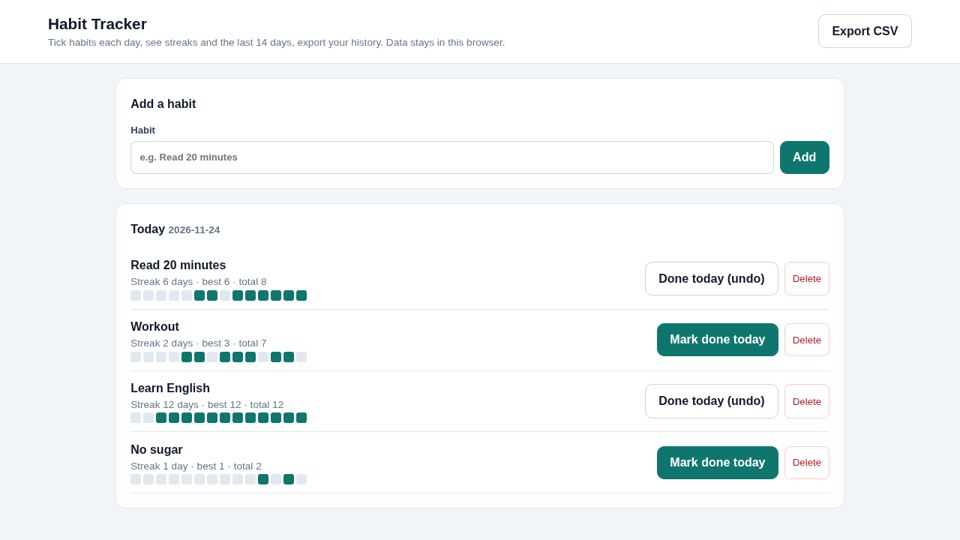 Habit Tracker
Tick habits each day, see streaks and the last 14 days, export your history. Data stays in this browser.
Export CSV
Add a habit
Habit
e.g. Read 20 minutes
Add
Today 2026-11-24
Read 20 minutes
Streak 6 days · best 6 · total 8
Done today (undo)
Delete
Workout
Streak 2 days · best 3 · total 7
Mark done today
Delete
Learn English
Streak 12 days · best 12 · total 12
Done today (undo)
Delete
No sugar
Streak 1 day · best 1 · total 2
Mark done today
Delete